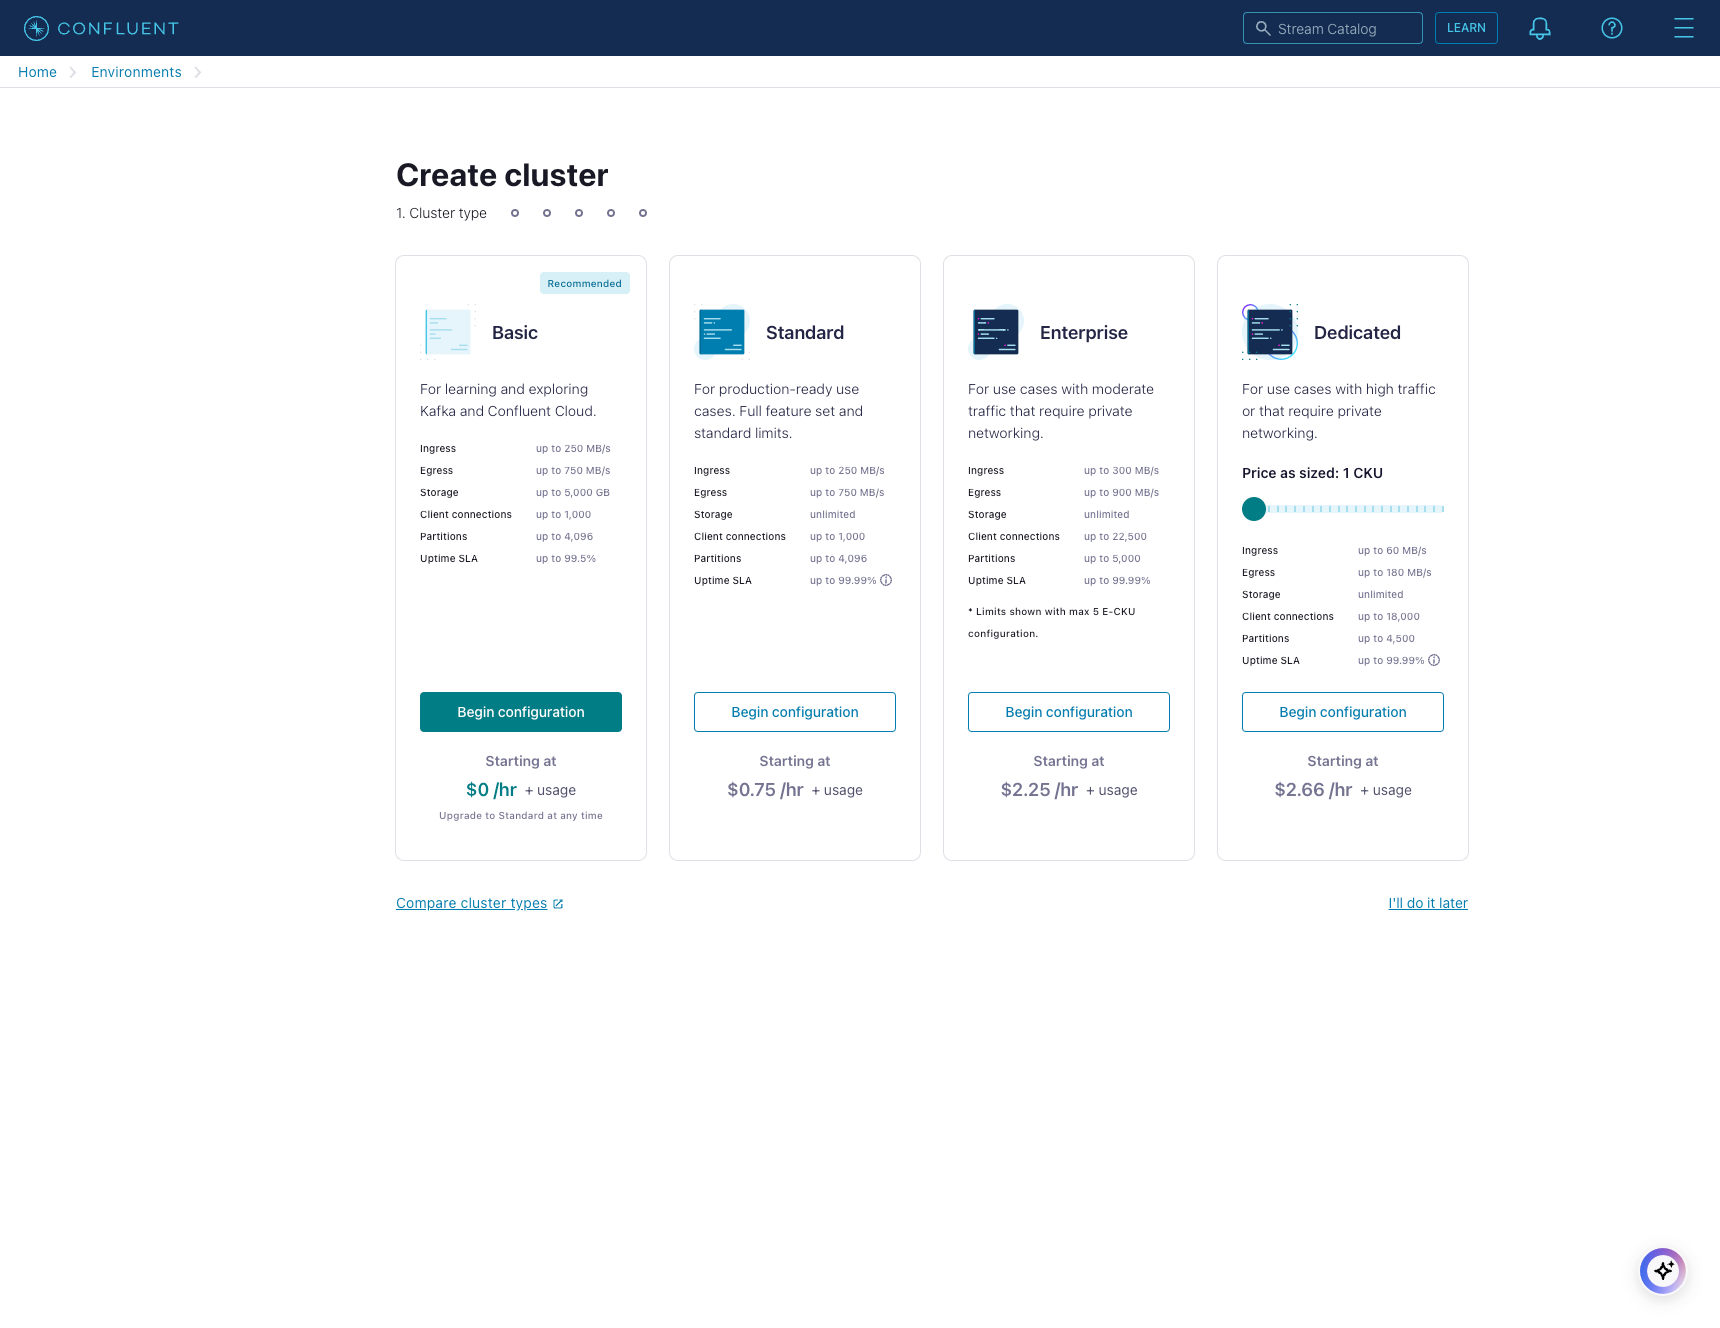 CONFLUENT
Stream Catalog
LEARN
Home
Environments
Create cluster
1. Cluster type
Recommended
Basic
For learning and exploring
Kafka and Confluent Cloud.
Ingress up to 250 MB/s
Egress up to 750 MB/s
Storage up to 5,000 GB
Client connections up to 1,000
Partitions up to 4,096
Uptime SLA up to 99.5%
Begin configuration
Starting at
$0 /hr + usage
Upgrade to Standard at any time
Standard
For production-ready use
cases. Full feature set and
standard limits.
Ingress up to 250 MB/s
Egress up to 750 MB/s
Storage unlimited
Client connections up to 1,000
Partitions up to 4,096
Uptime SLA up to 99.99%
Begin configuration
Starting at
$0.75 /hr + usage
Enterprise
For use cases with moderate
traffic that require private
networking.
Ingress up to 300 MB/s
Egress up to 900 MB/s
Storage unlimited
Client connections up to 22,500
Partitions up to 5,000
Uptime SLA up to 99.99%
* Limits shown with max 5 E-CKU
configuration.
Begin configuration
Starting at
$2.25 /hr + usage
Dedicated
For use cases with high traffic
or that require private
networking.
Price as sized: 1 CKU
Ingress up to 60 MB/s
Egress up to 180 MB/s
Storage unlimited
Client connections up to 18,000
Partitions up to 4,500
Uptime SLA up to 99.99%
Begin configuration
Starting at
$2.66 /hr + usage
Compare cluster types
I'll do it later